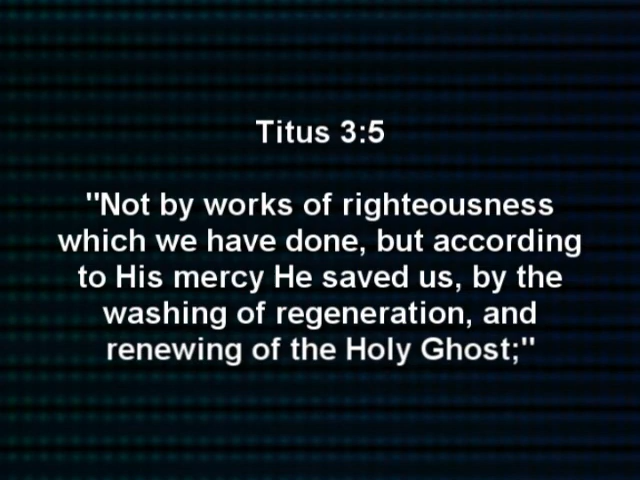 Titus 3:5
"Not by works of righteousness
which we have done, but according
to His mercy He saved us, by the
washing of regeneration, and
renewing of the Holy Ghost;"